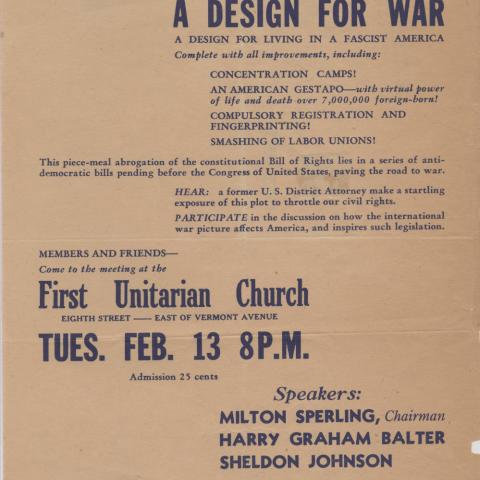 A DESIGN FOR WAR
A DESIGN FOR LIVING IN A FASCIST AMERICA
Complete with all improvements, including:
CONCENTRATION CAMPS!
AN AMERICAN GESTAPO—with virtual power
of life and death over 7,000,000 foreign-born!
COMPULSORY REGISTRATION AND
FINGERPRINTING!
SMASHING OF LABOR UNIONS!
This piece-meal abrogation of the constitutional Bill of Rights lies in a series of anti-
democratic bills pending before the Congress of United States, paving the road to war.
HEAR: a former U. S. District Attorney make a startling
exposure of this plot to throttle our civil rights.
PARTICIPATE in the discussion on how the international
war picture affects America, and inspires such legislation.
MEMBERS AND FRIENDS—
Come to the meeting at the
First Unitarian Church
EIGHTH STREET —— EAST OF VERMONT AVENUE
TUES. FEB. 13 8 P.M.
Admission 25 cents
Speakers:
MILTON SPERLING, Chairman
HARRY GRAHAM BALTER
SHELDON JOHNSON